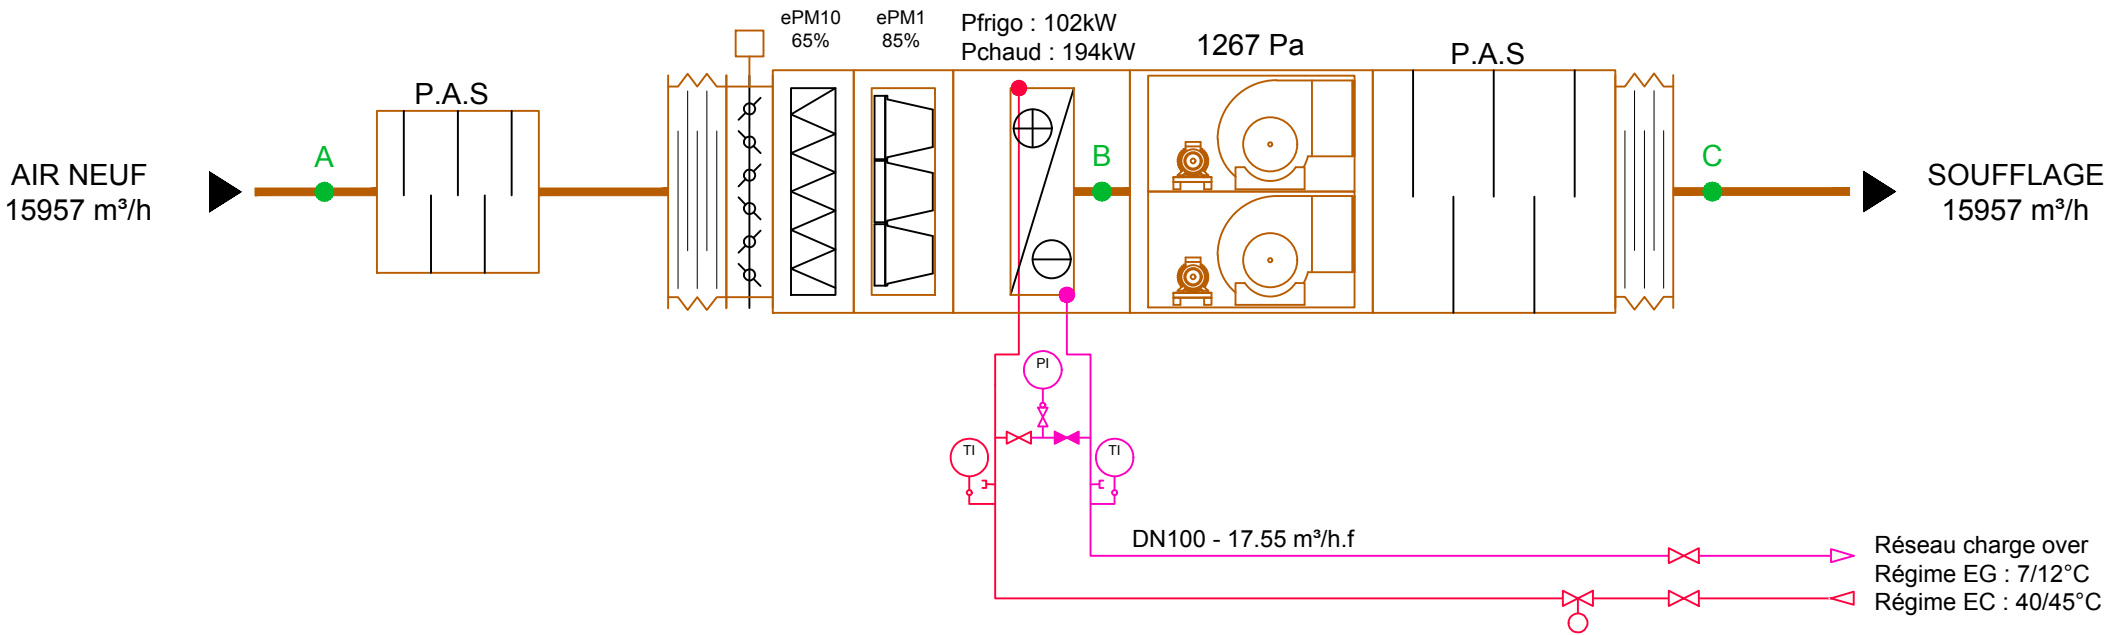 ePM10
65%
ePM1
85%
Pfrigo : 102kW
Pchaud : 194kW
1267 Pa
P.A.S
P.A.S
AIR NEUF
15957 m³/h
A
B
C
SOUFFLAGE
15957 m³/h
PI
TI
TI
DN100 - 17.55 m³/h.f
Réseau charge over
Régime EG : 7/12°C
Régime EC : 40/45°C